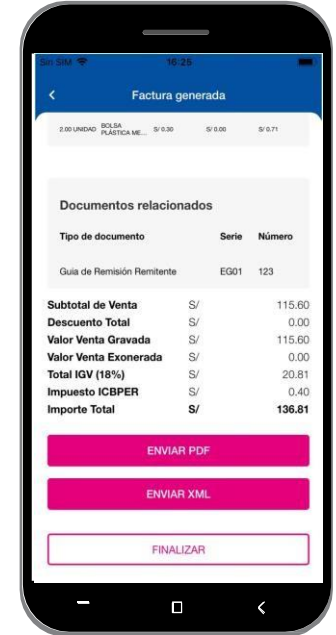 Sin SIM 16:25
Factura generada
2.00 UNIDAD BOLSA PLÁSTICA ME... S/ 0.30 S/ 0.00 S/ 0.71
Documentos relacionados
Tipo de documento Serie Número
Guia de Remisión Remitente EG01 123
Subtotal de Venta S/ 115.60
Descuento Total S/ 0.00
Valor Venta Gravada S/ 115.60
Valor Venta Exonerada S/ 0.00
Total IGV (18%) S/ 20.81
Impuesto ICBPER S/ 0.40
Importe Total S/ 136.81
ENVIAR PDF
ENVIAR XML
FINALIZAR